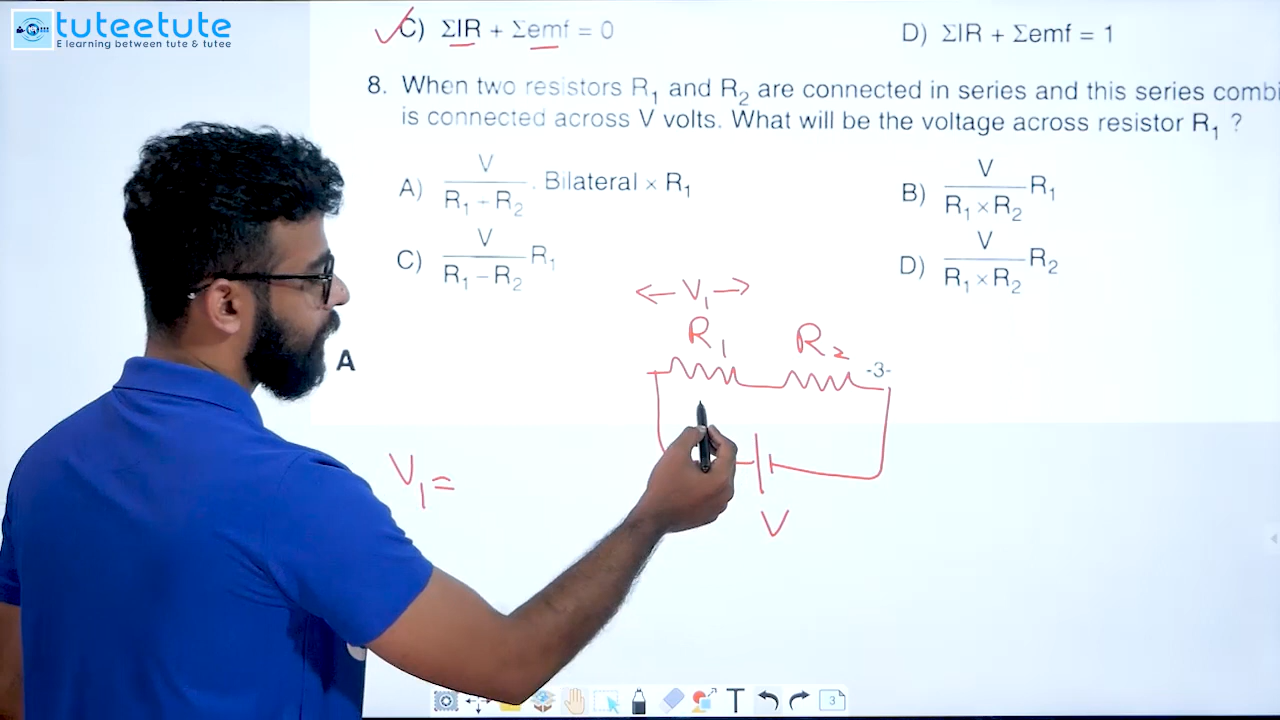 tuteetute
E learning between tute & tutee
C) ΣIR + Σemf = 0
D) ΣIR + Σemf = 1
8. When two resistors R₁ and R₂ are connected in series and this series combi
is connected across V volts. What will be the voltage across resistor R₁ ?
A) V / R₁ - R₂ . Bilateral × R₁
B) V / R₁ × R₂ R₁
C) V / R₁ – R₂ R₁
D) V / R₁ × R₂ R₂
← V₁ →
R₁ R₂
A
-3-
V₁ =
V
T
3